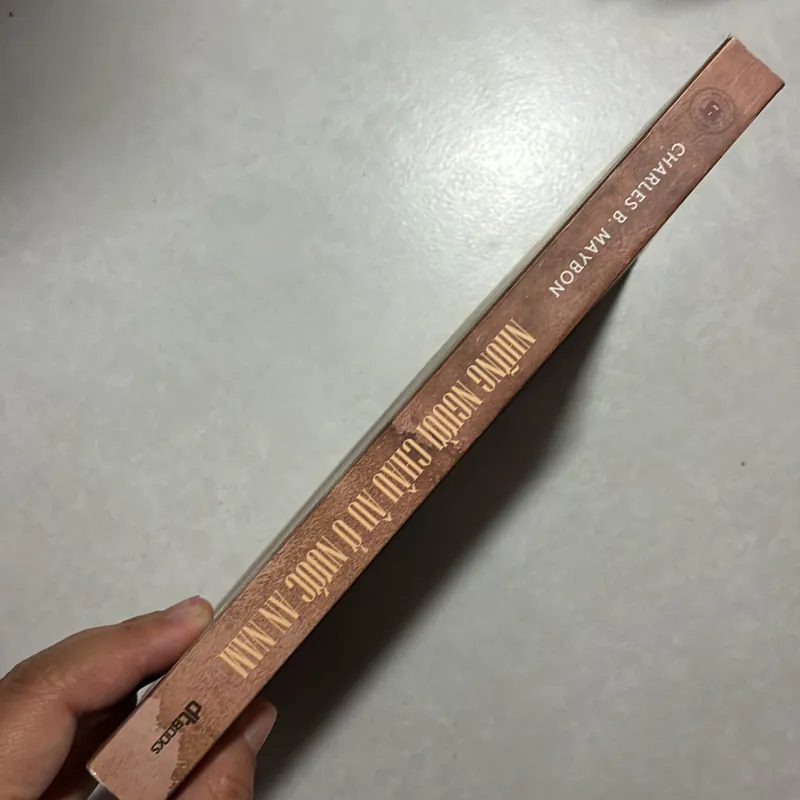 CHARLES B. MAYBON
NHỮNG NGƯỜI CHÂU ÂU Ở NƯỚC AN NAM
dtBOOKS